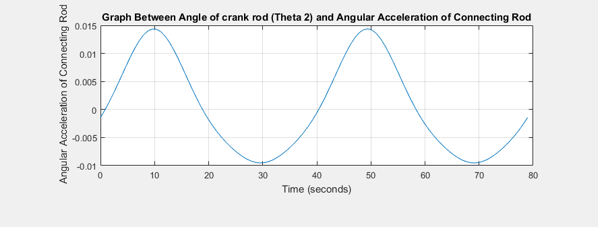 Graph Between Angle of crank rod (Theta 2) and Angular Acceleration of Connecting Rod
Angular Acceleration of Connecting Rod
0.015
0.01
0.005
0
-0.005
-0.01
0 10 20 30 40 50 60 70 80
Time (seconds)